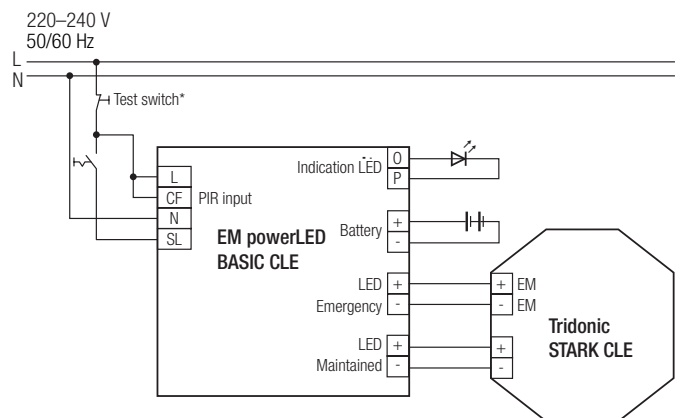 220–240 V
50/60 Hz
L
N
Test switch*
L
CF PIR input
N
SL
EM powerLED
BASIC CLE
Indication LED
O
P
Battery
+
-
LED +
Emergency -
LED +
Maintained -
+ EM
- EM
+
-
Tridonic
STARK CLE